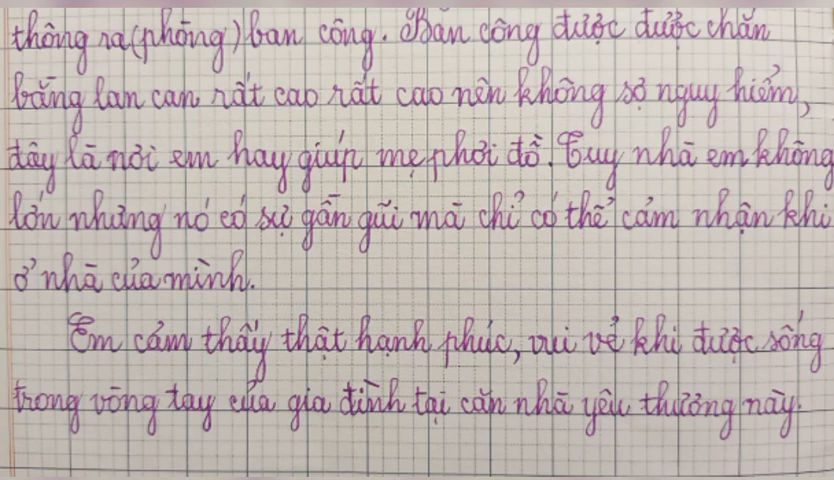 thông ra (phòng) ban công. Ban công được được chắn
bằng lan can rất cao rất cao nên không sợ nguy hiểm,
đây là nơi em hay giúp mẹ phơi đồ. Tuy nhà em không
lớn nhưng nó có sự gần gũi mà chỉ có thể cảm nhận khi
ở nhà của mình.
Em cảm thấy thật hạnh phúc, vui vẻ khi được sống
trong vòng tay của gia đình tại căn nhà yêu thương này.